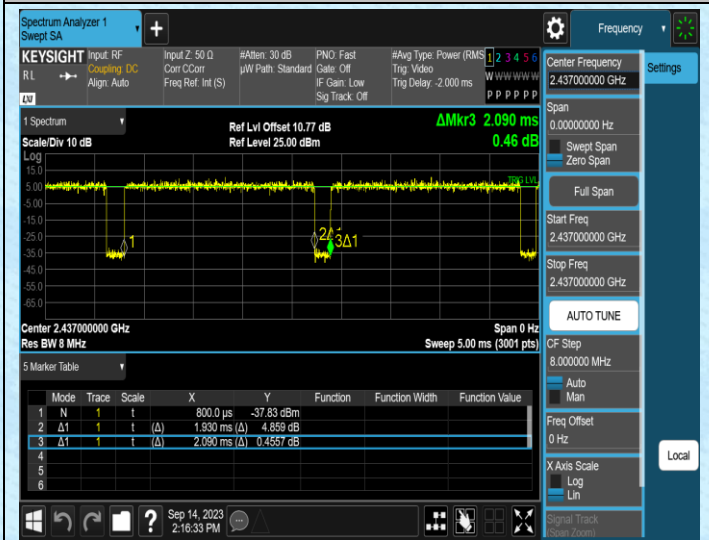 Spectrum Analyzer 1
Swept SA
Frequency
KEYSIGHT
RL
LXI
Input: RF
Coupling: DC
Align: Auto
Input Z: 50 Ω
Corr CCorr
Freq Ref: Int (S)
#Atten: 30 dB
µW Path: Standard
PNO: Fast
Gate: Off
IF Gain: Low
Sig Track: Off
#Avg Type: Power (RMS
Trig: Video
Trig Delay: -2.000 ms
1 2 3 4 5 6
W W W W W W
P P P P P P
1 Spectrum
Scale/Div 10 dB
Ref Lvl Offset 10.77 dB
Ref Level 25.00 dBm
ΔMkr3 2.090 ms
0.46 dB
Log
15.0
5.00
-5.00
-15.0
-25.0
-35.0
-45.0
-55.0
-65.0
TRIG LVL
1
2Δ1
3Δ1
Center 2.437000000 GHz
Res BW 8 MHz
Span 0 Hz
Sweep 5.00 ms (3001 pts)
5 Marker Table
Mode Trace Scale X Y Function Function Width Function Value
1 N 1 t 800.0 µs -37.83 dBm
2 Δ1 1 t (Δ) 1.930 ms (Δ) 4.859 dB
3 Δ1 1 t (Δ) 2.090 ms (Δ) 0.4557 dB
4
5
6
Sep 14, 2023
2:16:33 PM
Center Frequency
2.437000000 GHz
Span
0.00000000 Hz
Swept Span
Zero Span
Full Span
Start Freq
2.437000000 GHz
Stop Freq
2.437000000 GHz
AUTO TUNE
CF Step
8.000000 MHz
Auto
Man
Freq Offset
0 Hz
X Axis Scale
Log
Lin
Signal Track
(Span Zoom)
Settings
Local